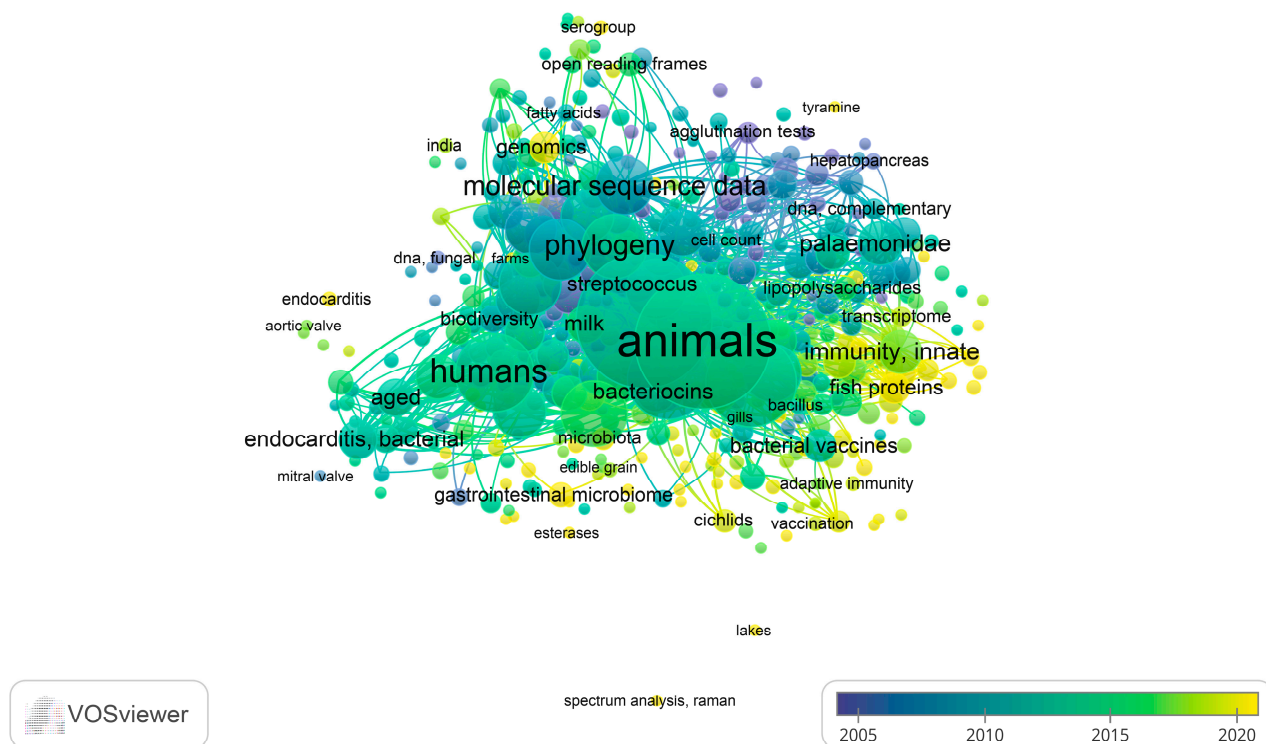 serogroup
open reading frames
tyramine
fatty acids
agglutination tests
india
genomics
hepatopancreas
molecular sequence data
dna, complementary
phylogeny
cell count
palaemonidae
dna, fungal
farms
streptococcus
lipopolysaccharides
endocarditis
aortic valve
biodiversity
milk
transcriptome
animals
immunity, innate
humans
fish proteins
aged
bacteriocins
bacillus
gills
endocarditis, bacterial
microbiota
bacterial vaccines
mitral valve
edible grain
adaptive immunity
gastrointestinal microbiome
cichlids
vaccination
esterases
lakes
spectrum analysis, raman
VOSviewer
2005
2010
2015
2020